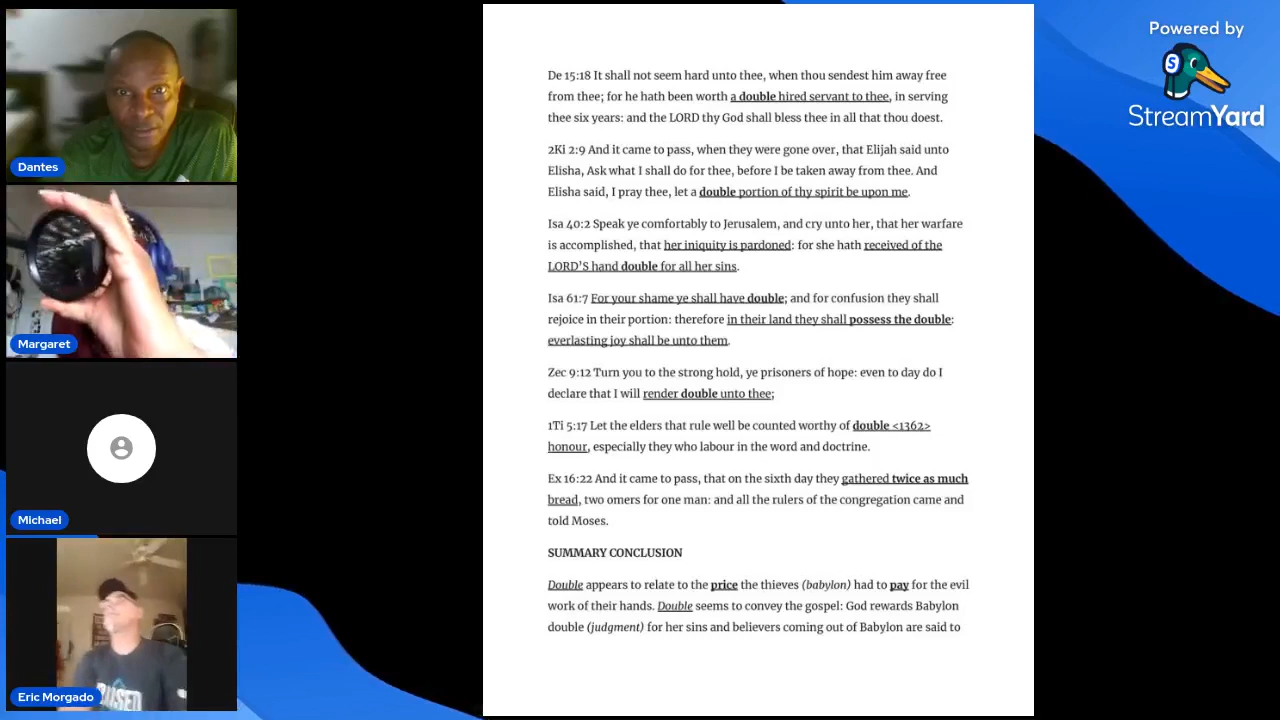 Dantes
Margaret
Michael
Eric Morgado
De 15:18 It shall not seem hard unto thee, when thou sendest him away free
from thee; for he hath been worth a double hired servant to thee, in serving
thee six years: and the LORD thy God shall bless thee in all that thou doest.
2Ki 2:9 And it came to pass, when they were gone over, that Elijah said unto
Elisha, Ask what I shall do for thee, before I be taken away from thee. And
Elisha said, I pray thee, let a double portion of thy spirit be upon me.
Isa 40:2 Speak ye comfortably to Jerusalem, and cry unto her, that her warfare
is accomplished, that her iniquity is pardoned: for she hath received of the
LORD'S hand double for all her sins.
Isa 61:7 For your shame ye shall have double; and for confusion they shall
rejoice in their portion: therefore in their land they shall possess the double:
everlasting joy shall be unto them.
Zec 9:12 Turn you to the strong hold, ye prisoners of hope: even to day do I
declare that I will render double unto thee;
1Ti 5:17 Let the elders that rule well be counted worthy of double <1362>
honour, especially they who labour in the word and doctrine.
Ex 16:22 And it came to pass, that on the sixth day they gathered twice as much
bread, two omers for one man: and all the rulers of the congregation came and
told Moses.
SUMMARY CONCLUSION
Double appears to relate to the price the thieves (babylon) had to pay for the evil
work of their hands. Double seems to convey the gospel: God rewards Babylon
double (judgment) for her sins and believers coming out of Babylon are said to
Powered by
S
StreamYard